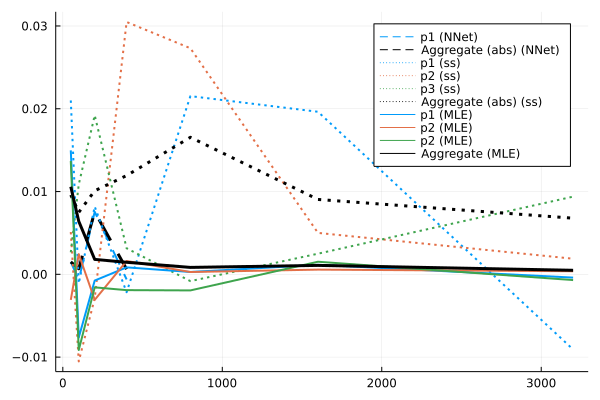 0.03
0.02
0.01
0.00
−0.01
0
1000
2000
3000
p1 (NNet)
Aggregate (abs) (NNet)
p1 (ss)
p2 (ss)
p3 (ss)
Aggregate (abs) (ss)
p1 (MLE)
p2 (MLE)
p3 (MLE)
Aggregate (MLE)